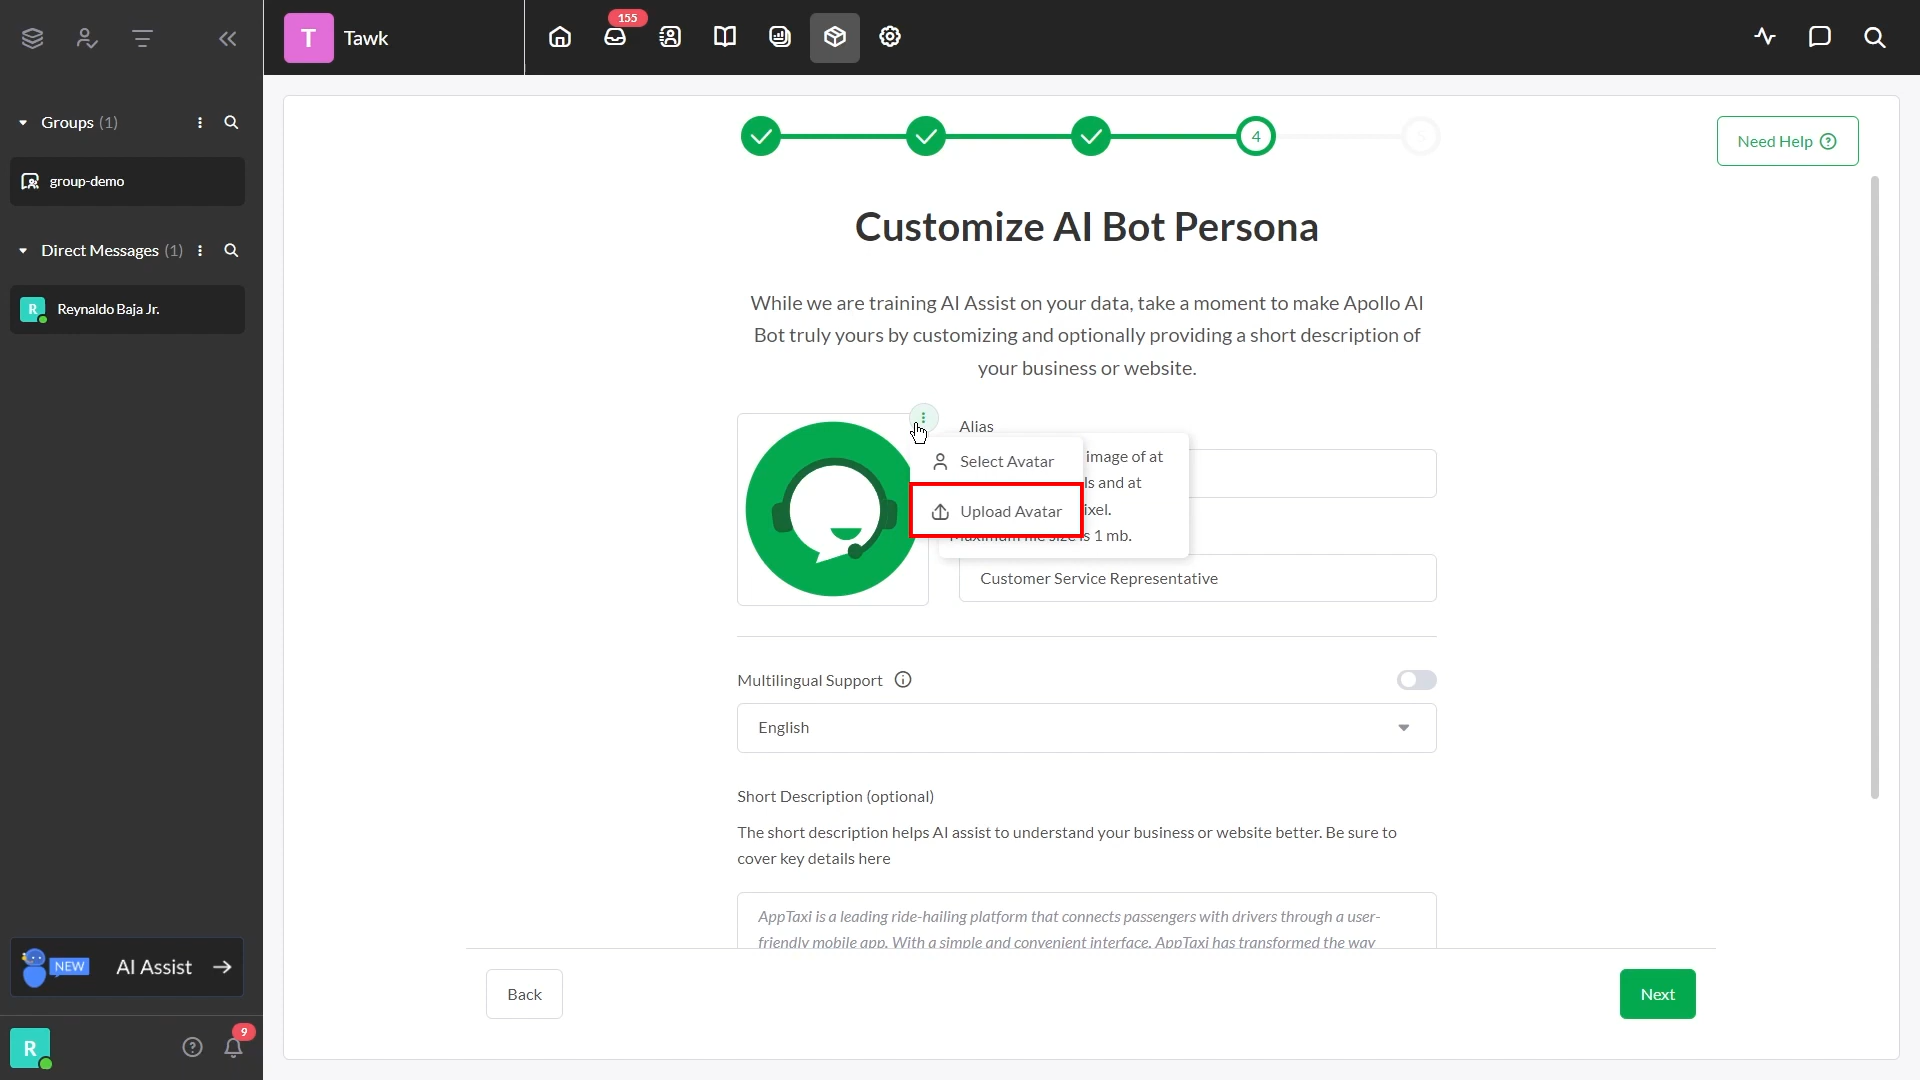 T Tawk
155
Groups (1)
group-demo
Direct Messages (1)
R Reynaldo Baja Jr.
4
Need Help
Customize AI Bot Persona
While we are training AI Assist on your data, take a moment to make Apollo AI
Bot truly yours by customizing and optionally providing a short description of
your business or website.
Alias
Select Avatar
image of at
ls and at
Upload Avatar
ixel.
1 mb.
Customer Service Representative
Multilingual Support
English
Short Description (optional)
The short description helps AI assist to understand your business or website better. Be sure to
cover key details here
AppTaxi is a leading ride-hailing platform that connects passengers with drivers through a user-
friendly mobile app. With a simple and convenient interface, AppTaxi has transformed the way
NEW AI Assist
Back
Next
R
9